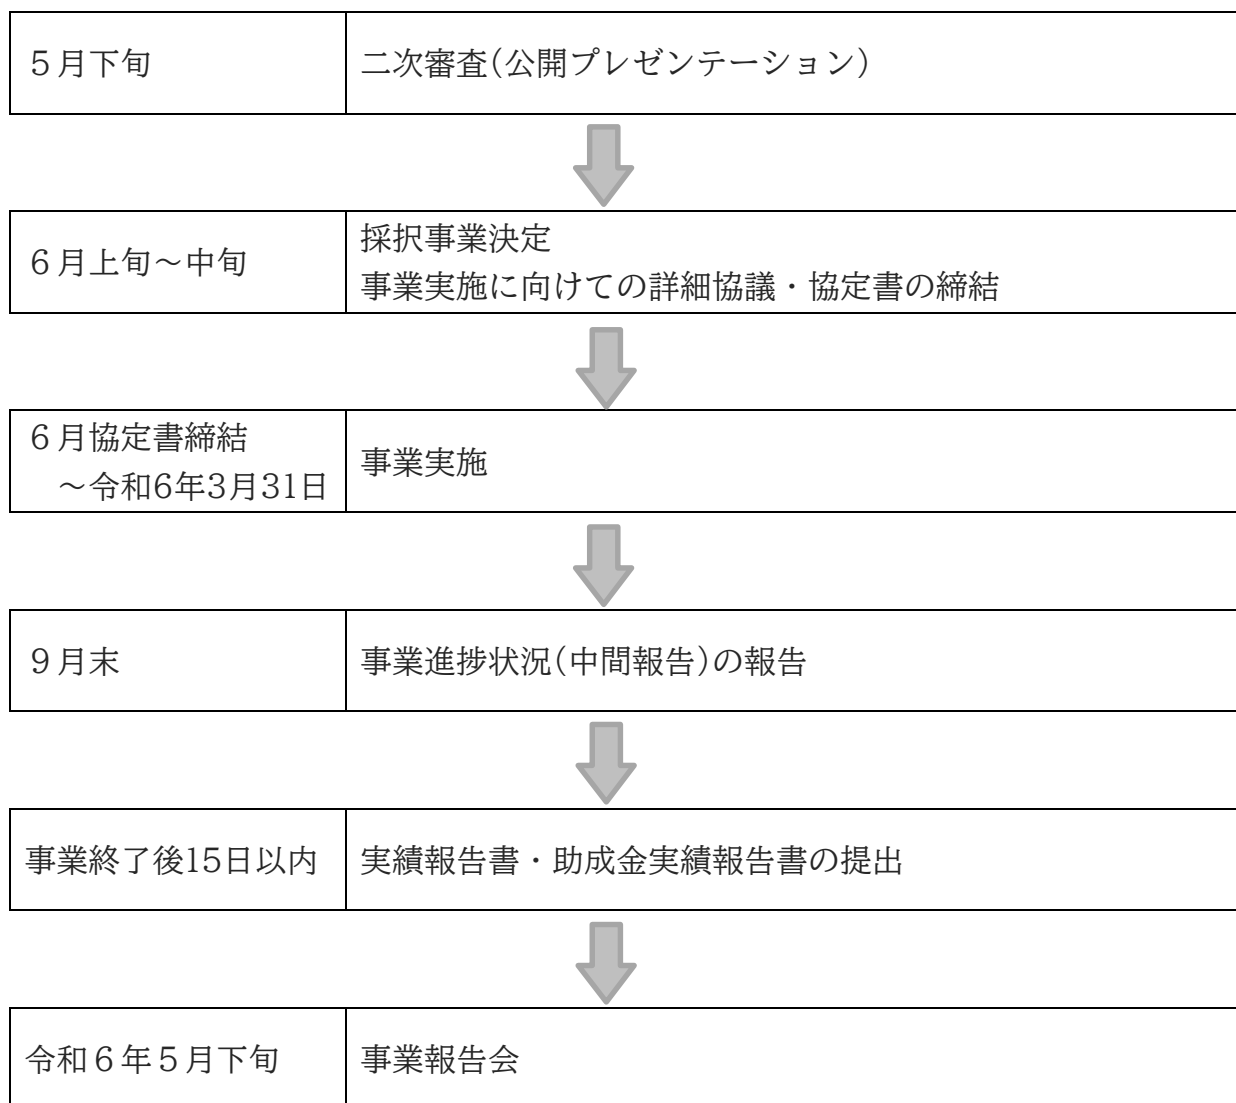 ５月下旬
二次審査(公開プレゼンテーション)
６月上旬～中旬
採択事業決定
事業実施に向けての詳細協議・協定書の締結
６月協定書締結
～令和6年3月31日
事業実施
９月末
事業進捗状況(中間報告)の報告
事業終了後15日以内
実績報告書・助成金実績報告書の提出
令和６年５月下旬
事業報告会